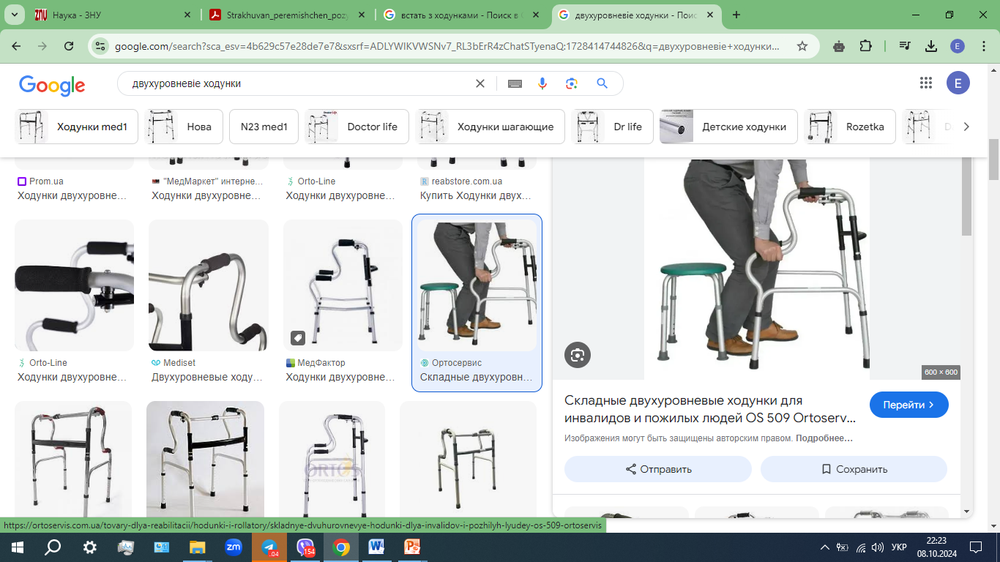 Наука - ЗНУ
Strakhuvan_peremishchen_pozy
встать з ходунками - Поиск в
двухуровневіе ходунки - Поис
google.com/search?sca_esv=4b629c57e28de7e7&sxsrf=ADLYWIKVWSNv7_RL3bErR4zChatSTyenaQ:1728414744826&q=двухуровневіе+ходунки...
E
Google
двухуровневіе ходунки
E
Ходунки med1
Нова
N23 med1
Doctor life
Ходунки шагающие
Dr life
Детские ходунки
Rozetka
Prom.ua
"МедМаркет" интерне...
Orto-Line
reabstore.com.ua
Ходунки двухуровне...
Ходунки двухуровне...
Ходунки двухуровне...
Купить Ходунки двух...
Orto-Line
Mediset
МедФактор
Ортосервис
Ходунки двухуровне...
Двухуровневые ходу...
Ходунки двухуровне...
Складные двухуровн...
ORTOS
600 × 600
Складные двухуровневые ходунки для
инвалидов и пожилых людей OS 509 Ortoserv...
Перейти
Изображения могут быть защищены авторским правом. Подробнее...
Отправить
Сохранить
https://ortoservis.com.ua/tovary-dlya-reabilitacii/hodunki-i-rollatory/skladnye-dvuhurovnevye-hodunki-dlya-invalidov-i-pozhilyh-lyudey-os-509-ortoservis
zm
.04
154
УКР
22:23
08.10.2024